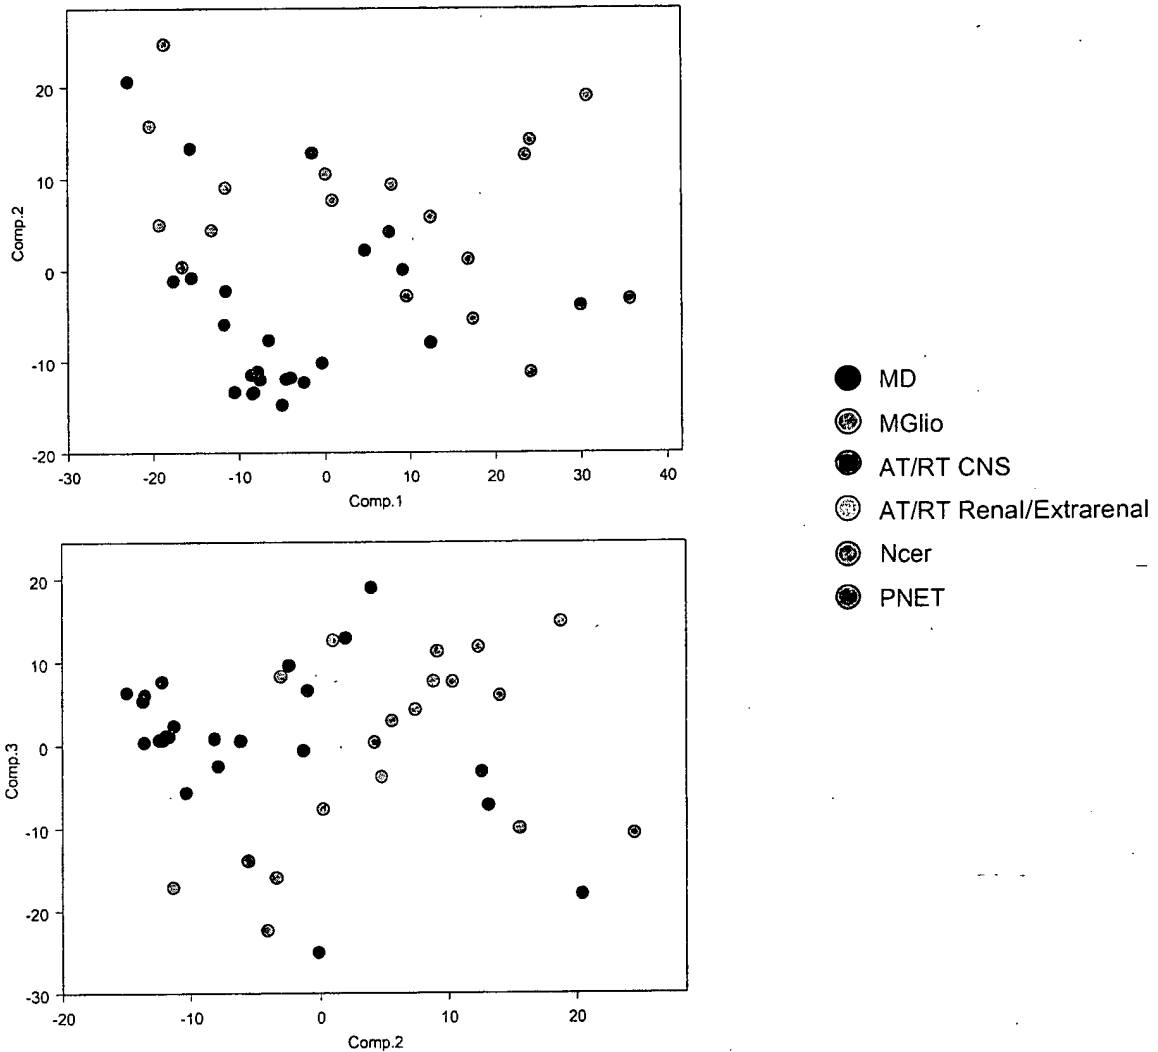 20
10
0
-10
-20
Comp.2
-30 -20 -10 0 10 20 30 40
Comp.1
MD
MGlio
AT/RT CNS
AT/RT Renal/Extrarenal
Ncer
PNET
20
10
0
-10
-20
-30
Comp.3
-20 -10 0 10 20
Comp.2